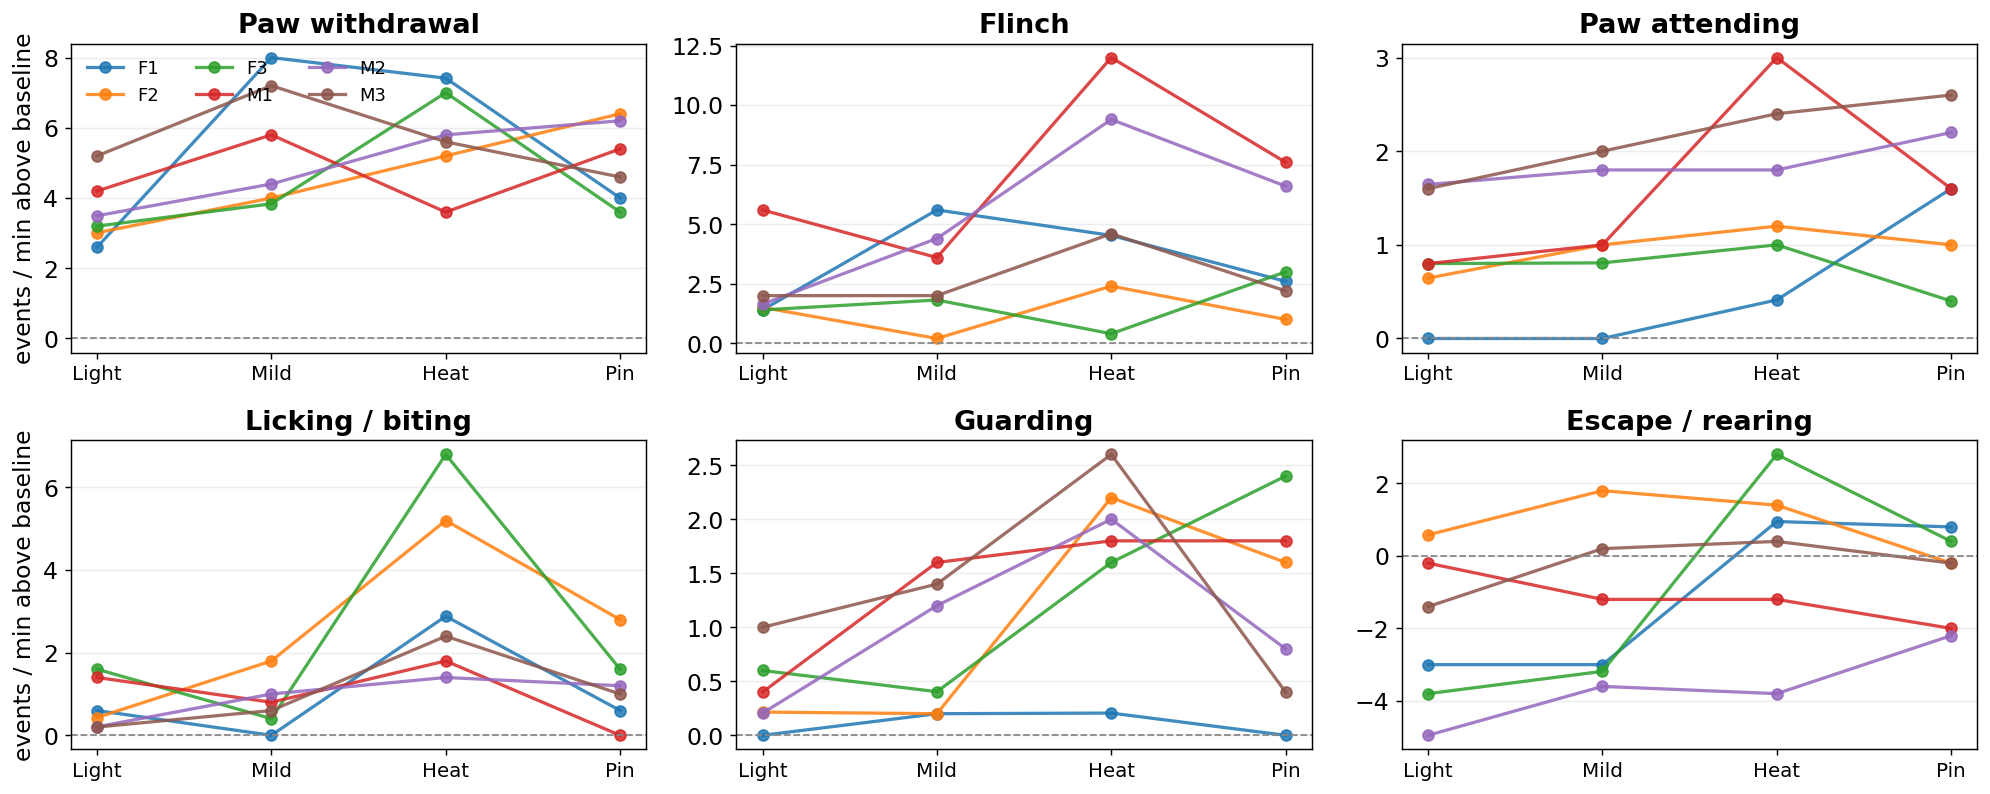 Paw withdrawal
events / min above baseline
8
6
4
2
0
F1
F2
F3
M1
M2
M3
Light
Mild
Heat
Pin
Flinch
12.5
10.0
7.5
5.0
2.5
0.0
Light
Mild
Heat
Pin
Paw attending
3
2
1
0
Light
Mild
Heat
Pin
Licking / biting
events / min above baseline
6
4
2
0
Light
Mild
Heat
Pin
Guarding
2.5
2.0
1.5
1.0
0.5
0.0
Light
Mild
Heat
Pin
Escape / rearing
2
0
−2
−4
Light
Mild
Heat
Pin